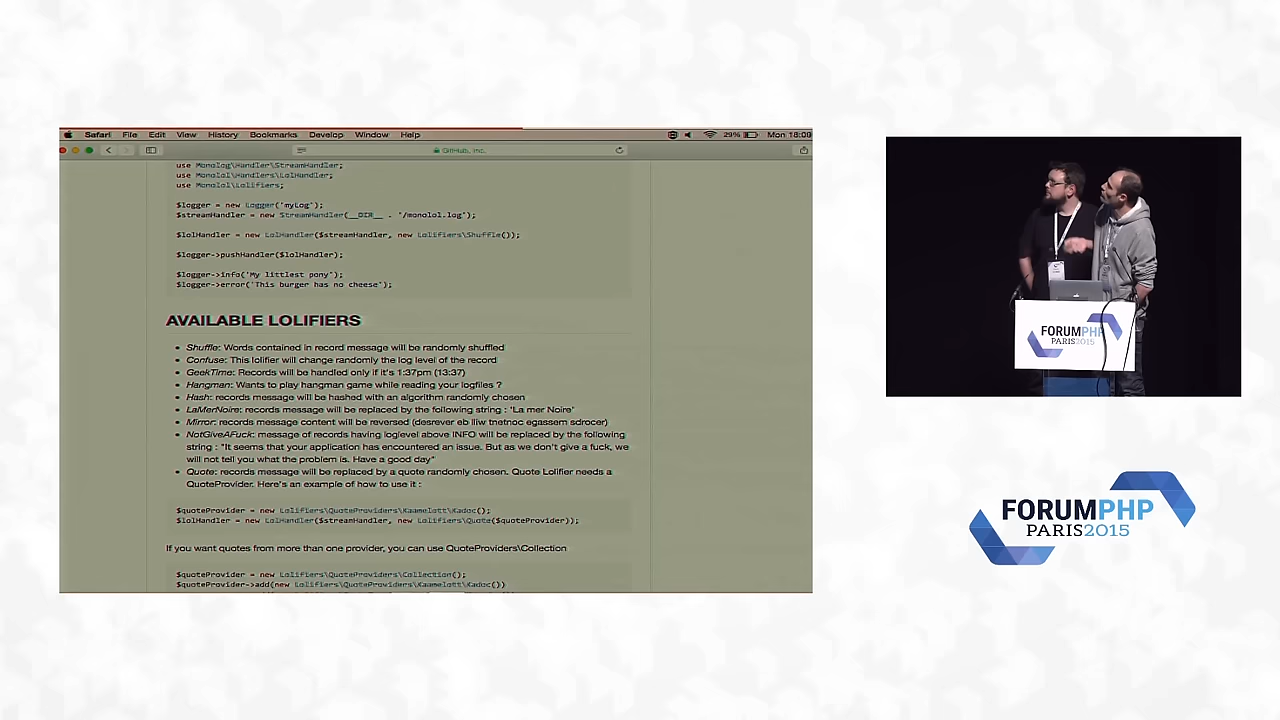 Safari File Edit View History Bookmarks Develop Window Help 29% Mon 18:09
GitHub, Inc.
use Monolog\Handler\StreamHandler;
use Monolol\Handlers\LolHandler;
use Monolol\Lolifiers;
$logger = new Logger('myLog');
$streamHandler = new StreamHandler(__DIR__ . '/monolol.log');
$lolHandler = new LolHandler($streamHandler, new Lolifiers\Shuffle());
$logger->pushHandler($lolHandler);
$logger->info('My littlest pony');
$logger->error('This burger has no cheese');
AVAILABLE LOLIFIERS
• Shuffle: Words contained in record message will be randomly shuffled
• Confuse: This lolifier will change randomly the log level of the record
• GeekTime: Records will be handled only if it's 1:37pm (13:37)
• Hangman: Wants to play hangman game while reading your logfiles ?
• Hash: records message will be hashed with an algorithm randomly chosen
• LaMerNoire: records message will be replaced by the following string : 'La mer Noire'
• Mirror: records message content will be reversed (desrever eb lliw tnetnoc egassem sdrocer)
• NotGiveAFuck: message of records having loglevel above INFO will be replaced by the following
string : "It seems that your application has encountered an issue. But as we don't give a fuck, we
will not tell you what the problem is. Have a good day"
• Quote: records message will be replaced by a quote randomly chosen. Quote Lolifier needs a
QuoteProvider. Here's an example of how to use it :
$quoteProvider = new Lolifiers\QuoteProviders\Kaamelott\Kadoc();
$lolHandler = new LolHandler($streamHandler, new Lolifiers\Quote($quoteProvider));
If you want quotes from more than one provider, you can use QuoteProviders\Collection
$quoteProvider = new Lolifiers\QuoteProviders\Collection();
$quoteProvider->add(new Lolifiers\QuoteProviders\Kaamelott\Kadoc())
FORUMPHP
PARIS2015
FORUMPHP
PARIS2015